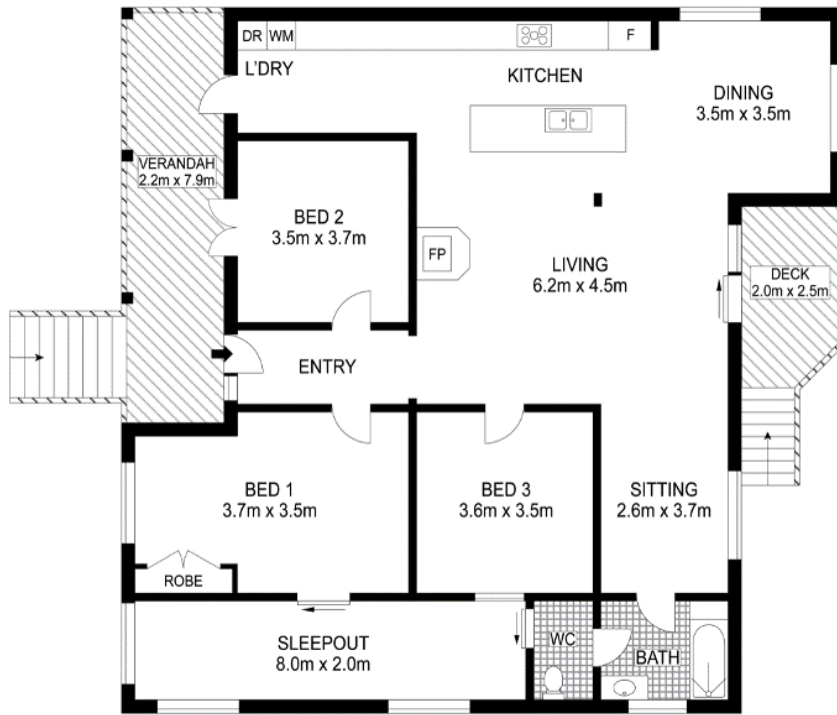 DR WM
F
L'DRY
KITCHEN
DINING
3.5m x 3.5m
VERANDAH
2.2m x 7.9m
BED 2
3.5m x 3.7m
FP
LIVING
6.2m x 4.5m
DECK
2.0m x 2.5m
ENTRY
BED 1
3.7m x 3.5m
BED 3
3.6m x 3.5m
SITTING
2.6m x 3.7m
ROBE
SLEEPOUT
8.0m x 2.0m
WC
BATH